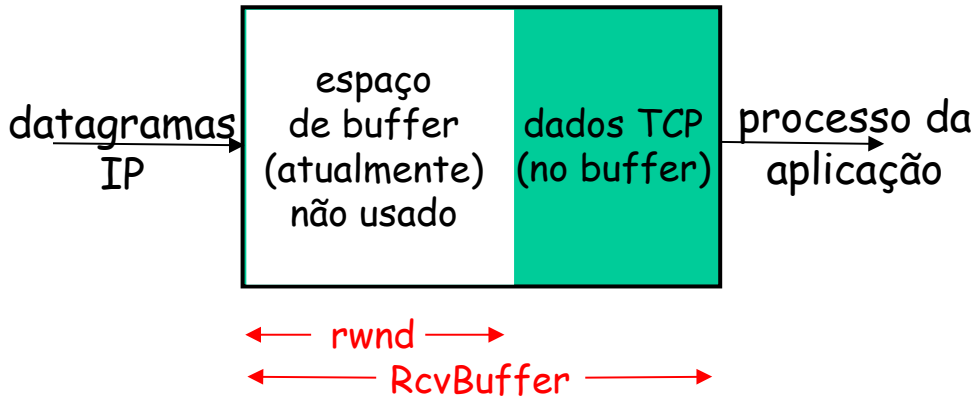 datagramas
IP
espaço
de buffer
(atualmente)
não usado
dados TCP
(no buffer)
processo da
aplicação
rwnd
RcvBuffer